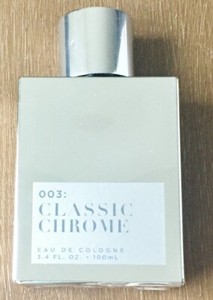 003:
CLASSIC
CHROME
EAU DE COLOGNE
3.4 FL. OZ. • 100mL